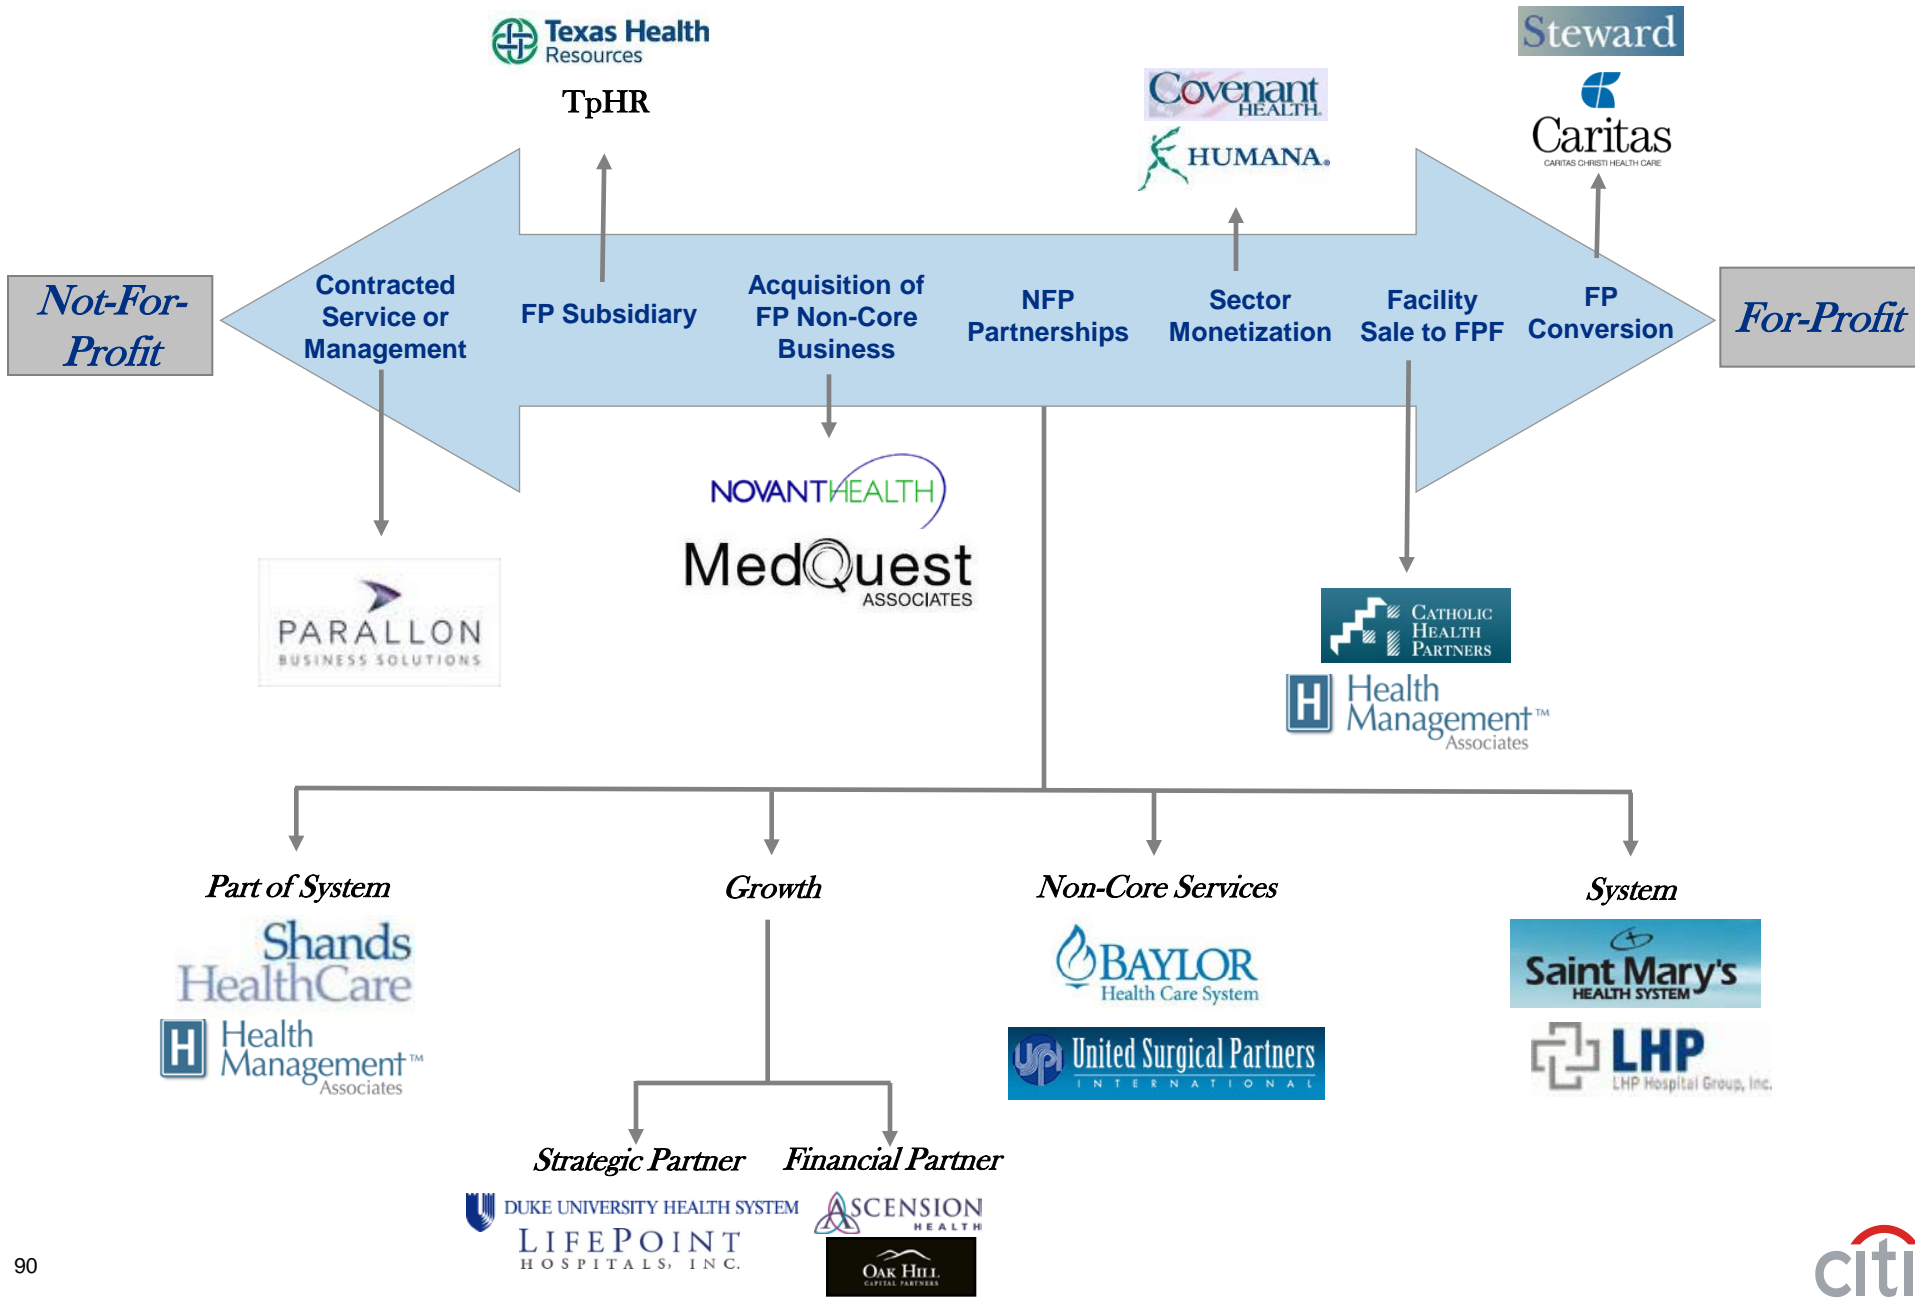 Texas Health
Resources
TpHR
Covenant
HEALTH
HUMANA.
Steward
Caritas
CARITAS CHRISTI HEALTH CARE
Not-For-
Profit
Contracted
Service or
Management
FP Subsidiary
Acquisition of
FP Non-Core
Business
NFP
Partnerships
Sector
Monetization
Facility
Sale to FPF
FP
Conversion
For-Profit
PARALLON
BUSINESS SOLUTIONS
NOVANTHEALTH
MedQuest
ASSOCIATES
CATHOLIC
HEALTH
PARTNERS
H
Health
Management™
Associates
Part of System
Shands
HealthCare
H
Health
Management™
Associates
Growth
Strategic Partner
DUKE UNIVERSITY HEALTH SYSTEM
LIFEPOINT
HOSPITALS, INC.
Financial Partner
ASCENSION
HEALTH
OAK HILL
CAPITAL PARTNERS
Non-Core Services
BAYLOR
Health Care System
USPI
United Surgical Partners
INTERNATIONAL
System
Saint Mary's
HEALTH SYSTEM
LHP
LHP Hospital Group, Inc.
90
citi